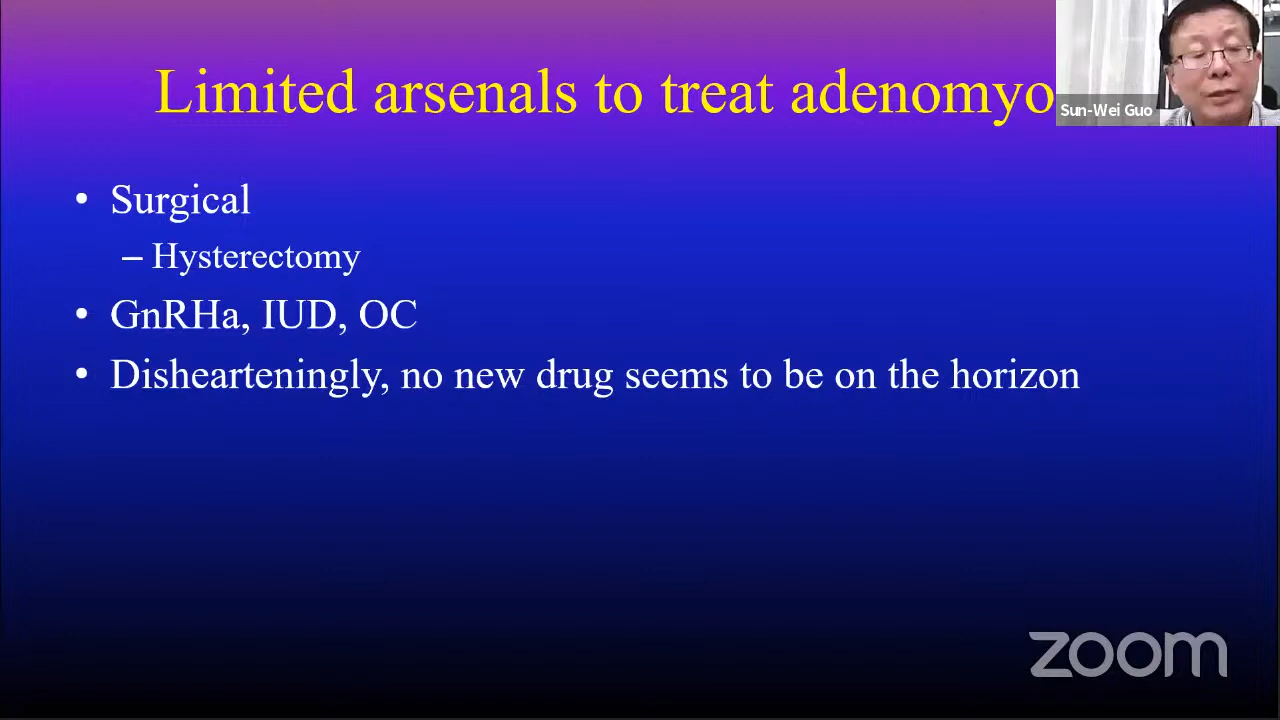 Limited arsenals to treat adenomyo
Sun-Wei Guo
• Surgical
– Hysterectomy
• GnRHa, IUD, OC
• Dishearteningly, no new drug seems to be on the horizon
zoom